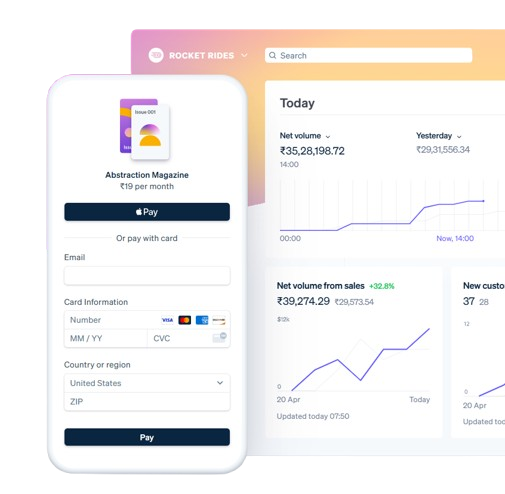 ROCKET RIDES
Search
Issue 001
Abstraction Magazine
₹19 per month
Pay
Or pay with card
Email
Card Information
Number
VISA
MM / YY
CVC
Country or region
United States
ZIP
Pay
Today
Net volume
Yesterday
₹35,28,198.72
₹29,31,556.34
14:00
00:00
Now, 14:00
Net volume from sales +32.8%
₹39,274.29 ₹29,573.54
$12k
0
20 Apr
Today
Updated today 07:50
New custo
37 28
12
0
20 Apr
Updated toda